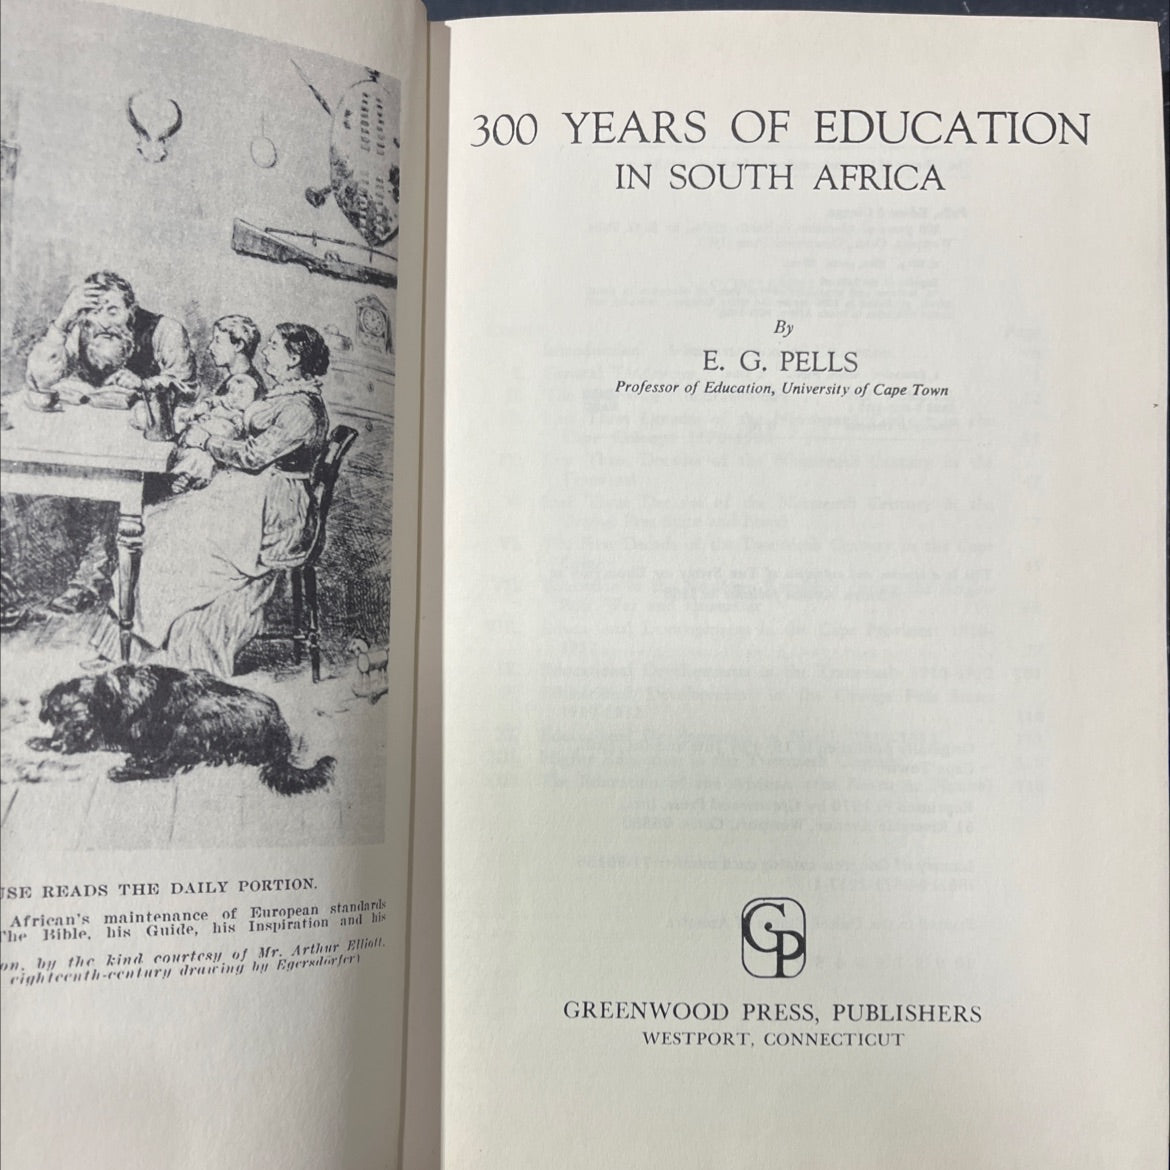 USE READS THE DAILY PORTION.
African's maintenance of European standards
The Bible, his Guide, his Inspiration and his
on, by the kind courtesy of Mr. Arthur Elliott.
eighteenth-century drawing by Egersdörfer)
300 YEARS OF EDUCATION
IN SOUTH AFRICA
By
E. G. PELLS
Professor of Education, University of Cape Town
GP
GREENWOOD PRESS, PUBLISHERS
WESTPORT, CONNECTICUT